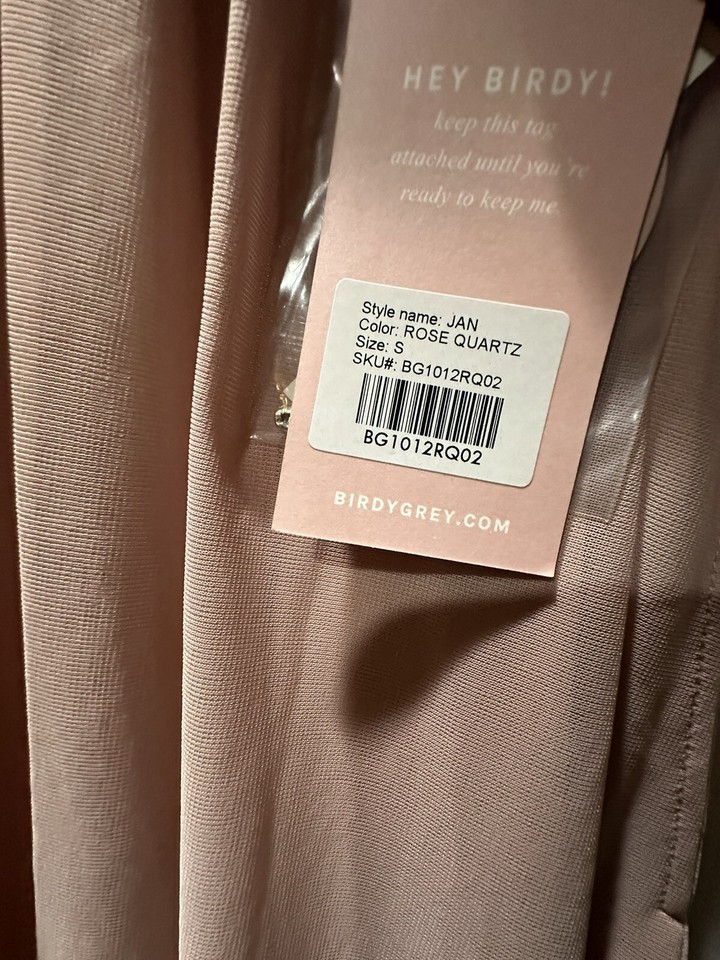 HEY BIRDY!
keep this tag
attached until you're
ready to keep me.
Style name: JAN
Color: ROSE QUARTZ
Size: S
SKU#: BG1012RQ02
BG1012RQ02
BIRDYGREY.COM